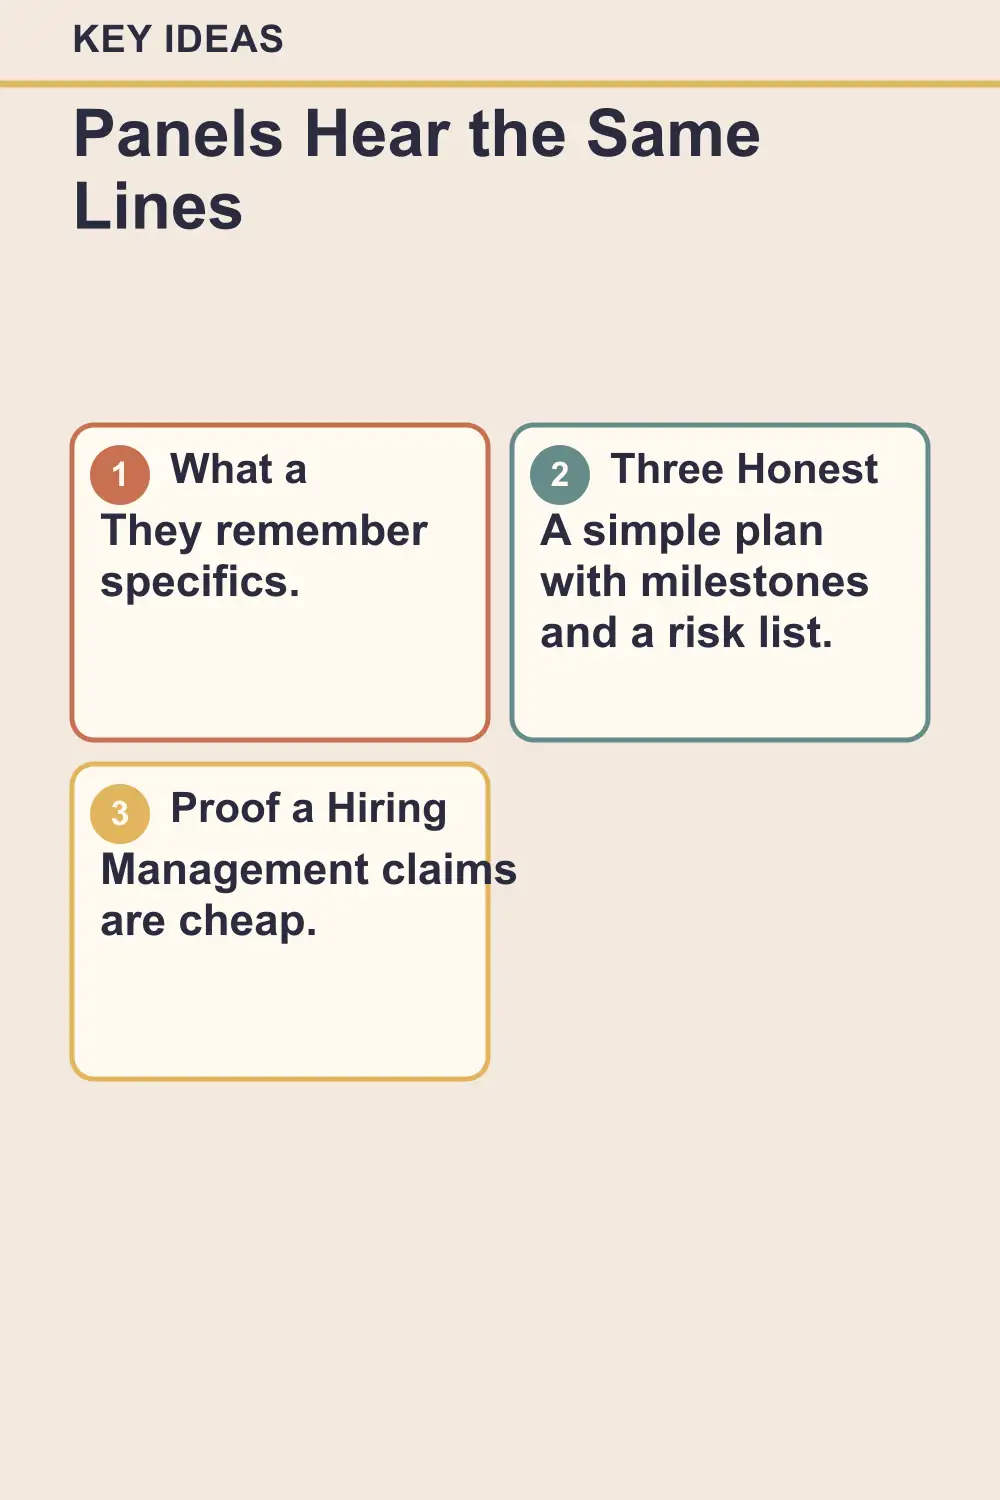 KEY IDEAS
Panels Hear the Same
Lines
1 What a
They remember
specifics.
2 Three Honest
A simple plan
with milestones
and a risk list.
3 Proof a Hiring
Management claims
are cheap.